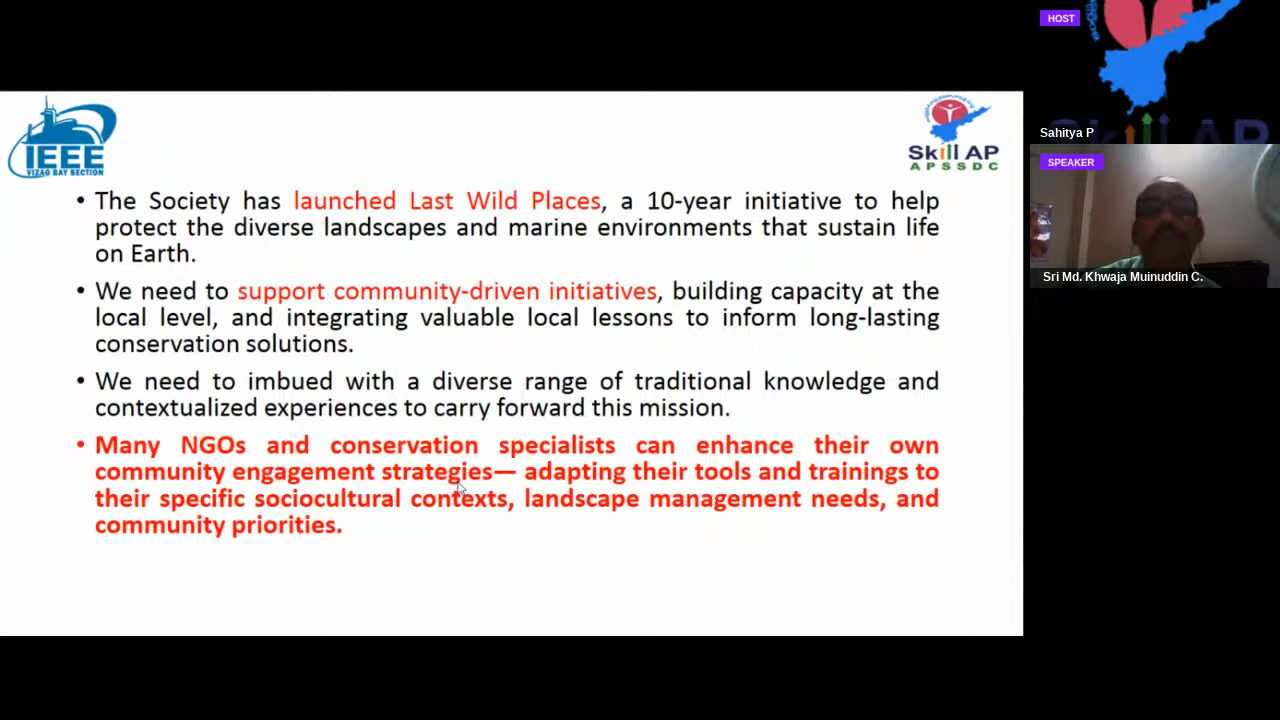 HOST
Sahitya P
SPEAKER
Sri Md. Khwaja Muinuddin C.
IEEE
VIZAG BAY SECTION
Skill AP
APSSDC
• The Society has launched Last Wild Places, a 10-year initiative to help
protect the diverse landscapes and marine environments that sustain life
on Earth.
• We need to support community-driven initiatives, building capacity at the
local level, and integrating valuable local lessons to inform long-lasting
conservation solutions.
• We need to imbued with a diverse range of traditional knowledge and
contextualized experiences to carry forward this mission.
• Many NGOs and conservation specialists can enhance their own
community engagement strategies— adapting their tools and trainings to
their specific sociocultural contexts, landscape management needs, and
community priorities.